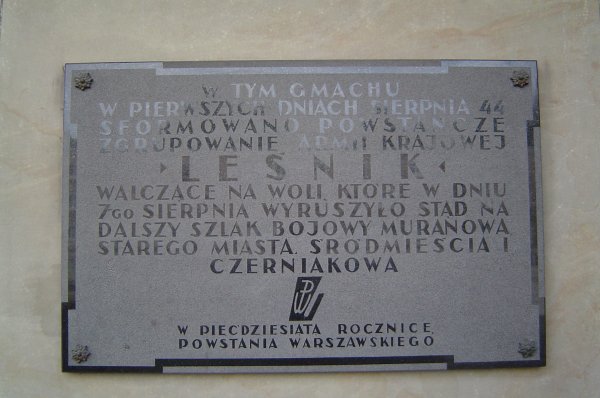 W TYM GMACHU
W PIERWSZYCH DNIACH SIERPNIA 44
SFORMOWANO POWSTAŃCZE
ZGRUPOWANIE ARMII KRAJOWEJ
LEŚNIK
WALCZĄCE NA WOLI, KTÓRE W DNIU
7GO SIERPNIA WYRUSZYŁO STĄD NA
DALSZY SZLAK BOJOWY MURANOWA
STAREGO MIASTA, ŚRÓDMIEŚCIA I
CZERNIAKOWA
PW
W PIĘĆDZIESIĄTĄ ROCZNICĘ
POWSTANIA WARSZAWSKIEGO